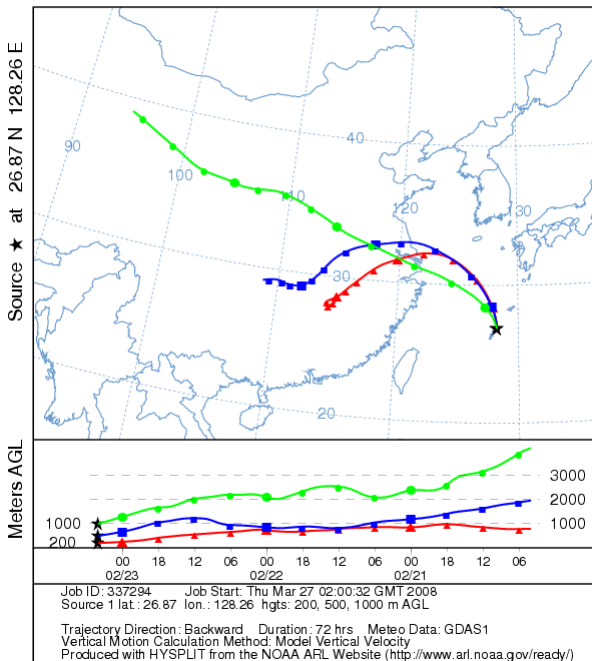 Source ★ at 26.87 N 128.26 E
90
100
110
120
40
30
30
20
Meters AGL
3000
2000
1000
1000
200
00 18 12 06 00 18 12 06 00 18 12 06
02/23 02/22 02/21
Job ID: 337294 Job Start: Thu Mar 27 02:00:32 GMT 2008
Source 1 lat.: 26.87 lon.: 128.26 hgts: 200, 500, 1000 m AGL
Trajectory Direction: Backward Duration: 72 hrs Meteo Data: GDAS1
Vertical Motion Calculation Method: Model Vertical Velocity
Produced with HYSPLIT from the NOAA ARL Website (http://www.arl.noaa.gov/ready/)